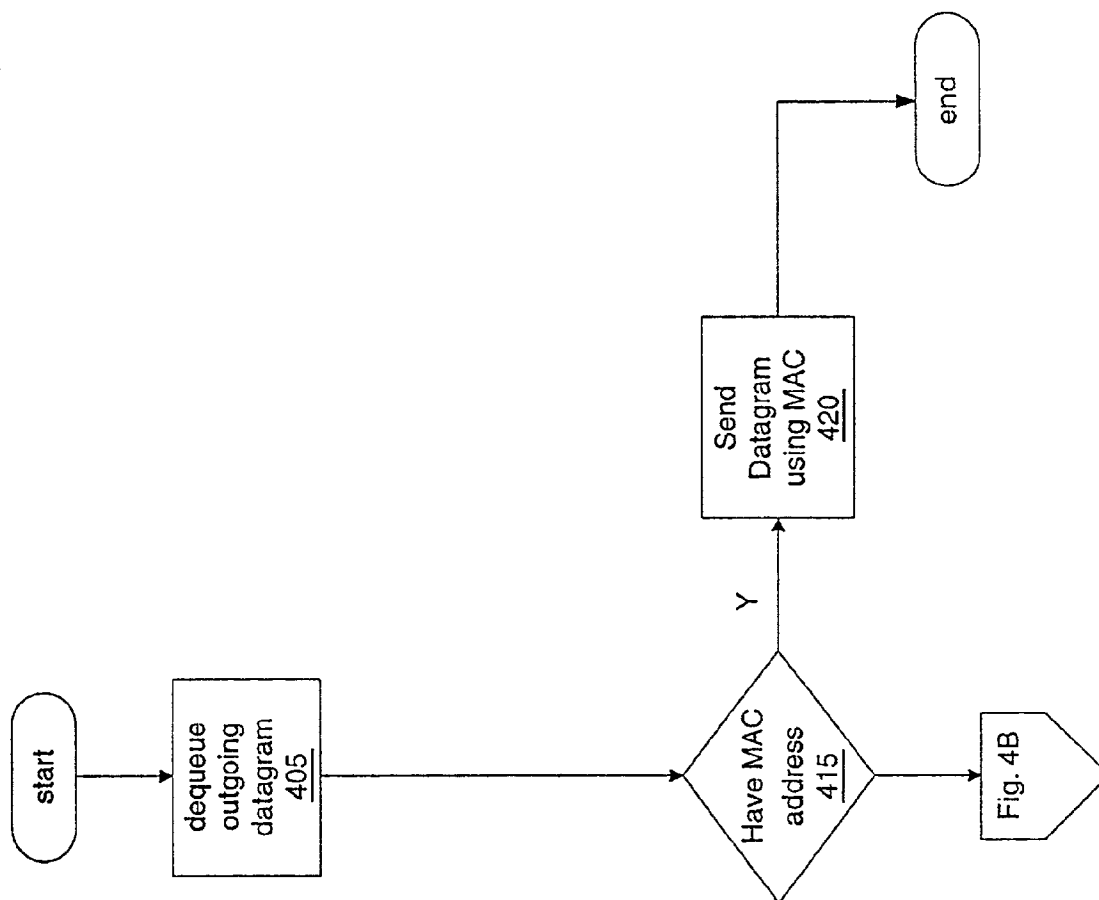 start
dequeue
outgoing
datagram
405
Have MAC
address
415
Y
Send
Datagram
using MAC
420
end
Fig. 4B